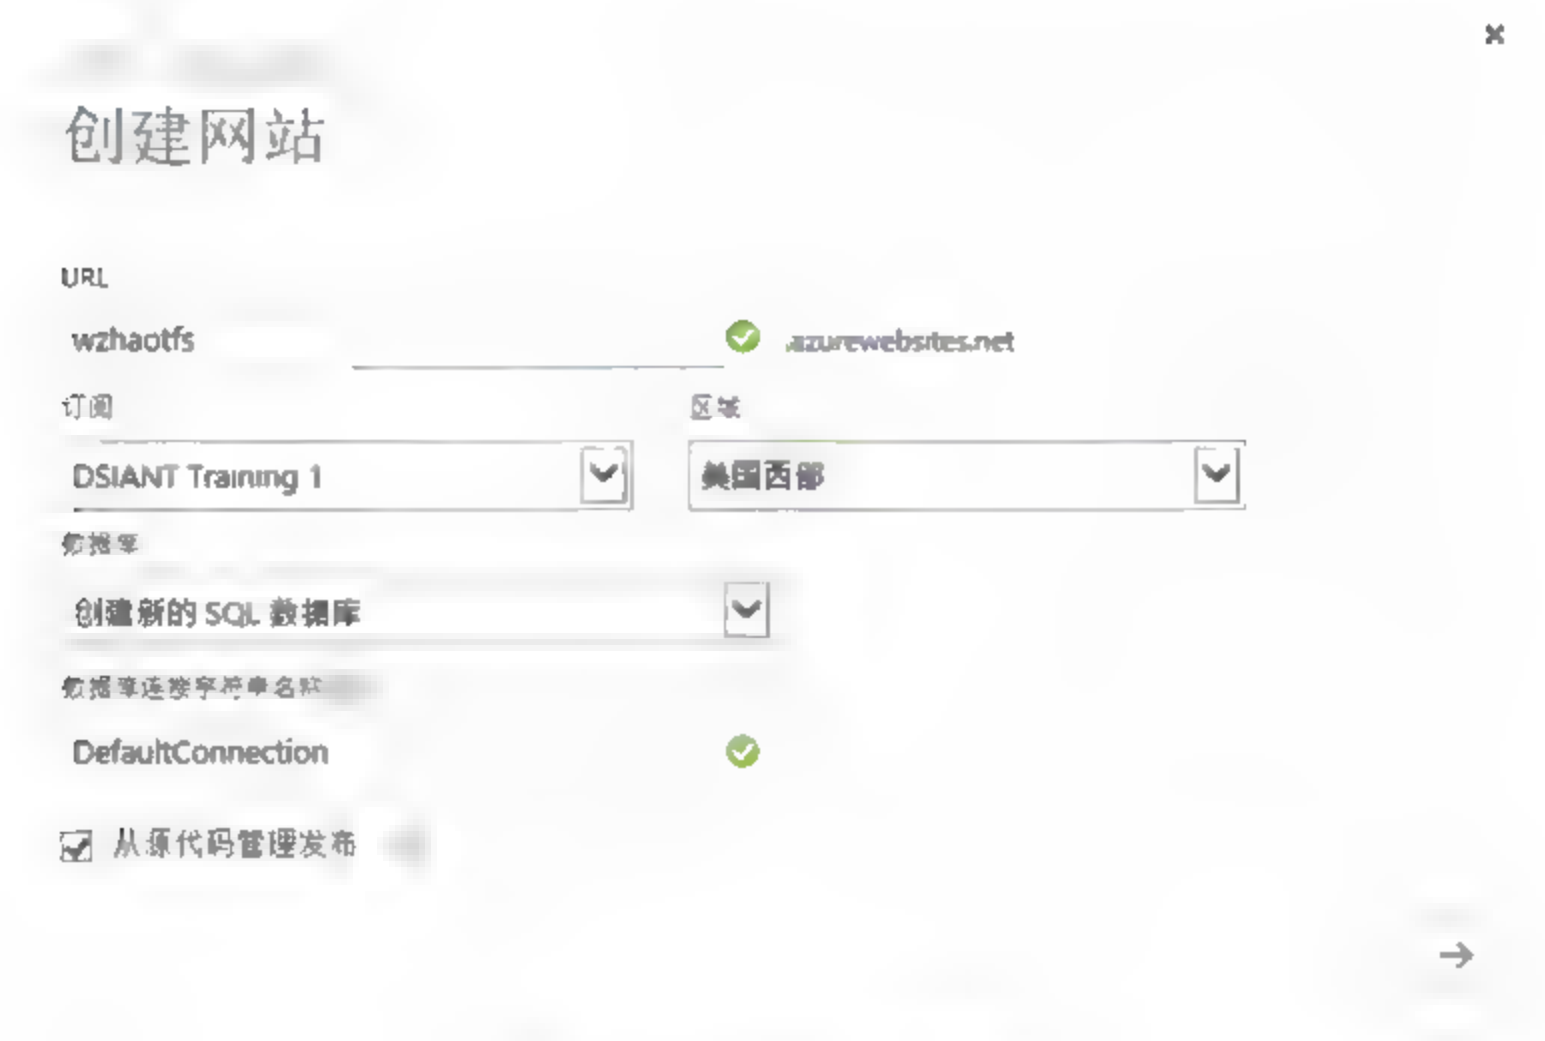 创建网站
URL
wzhaotfs .azurewebsites.net
订阅 区域
DSIANT Training 1 美国西部
数据库
创建新的 SQL 数据库
数据库连接字符串名称
DefaultConnection
从源代码管理发布